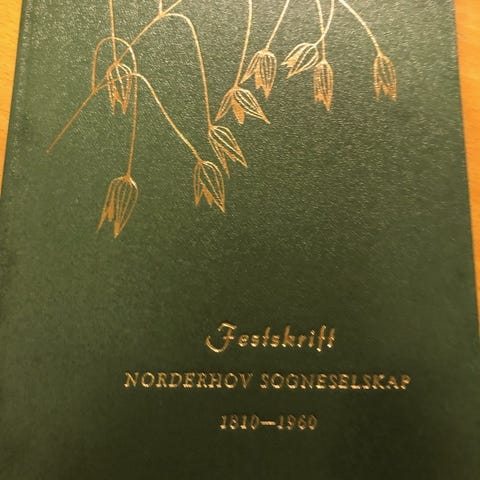 Festskrift
NORDERHOV SOGNESELSKAP
1810—1960